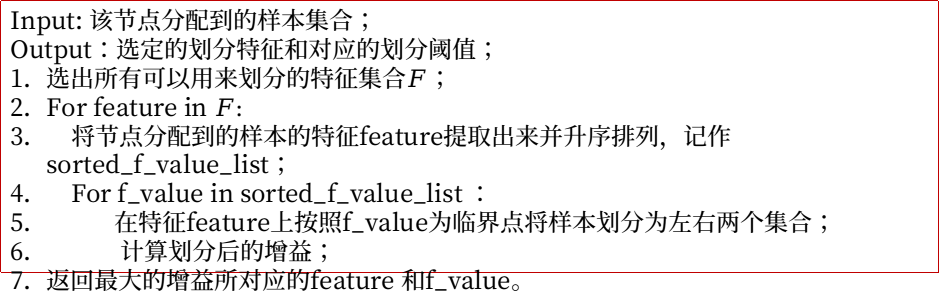 Input: 该节点分配到的样本集合；
Output：选定的划分特征和对应的划分阈值；
1. 选出所有可以用来划分的特征集合F；
2. For feature in F:
3. 将节点分配到的样本的特征feature提取出来并升序排列，记作
sorted_f_value_list；
4. For f_value in sorted_f_value_list：
5. 在特征feature上按照f_value为临界点将样本划分为左右两个集合；
6. 计算划分后的增益；
7. 返回最大的增益所对应的feature 和f_value。